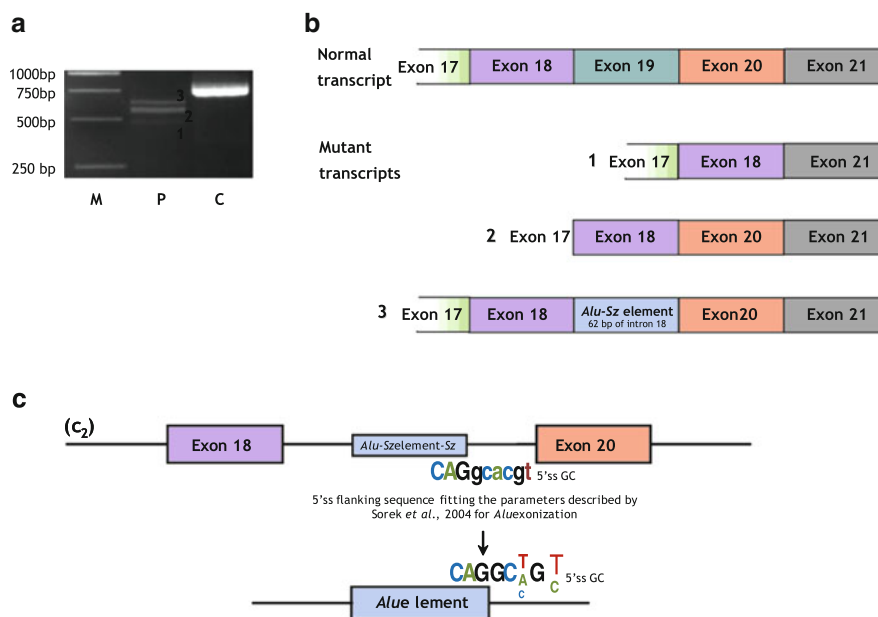 a
1000bp
750bp
500bp
250 bp
3
2
1
M P C
b
Normal
transcript
Exon 17 Exon 18 Exon 19 Exon 20 Exon 21
Mutant
transcripts
1 Exon 17 Exon 18 Exon 21
2 Exon 17 Exon 18 Exon 20 Exon 21
3 Exon 17 Exon 18 Alu-Sz element Exon20 Exon 21
62 bp of intron 18
c
(c2)
Exon 18 Alu-Szelement-Sz Exon 20
CAGgcacgt 5'ss GC
5'ss flanking sequence fitting the parameters described by
Sorek et al., 2004 for Aluexonization
CAGGCTGT 5'ss GC
A C
C
Alue lement